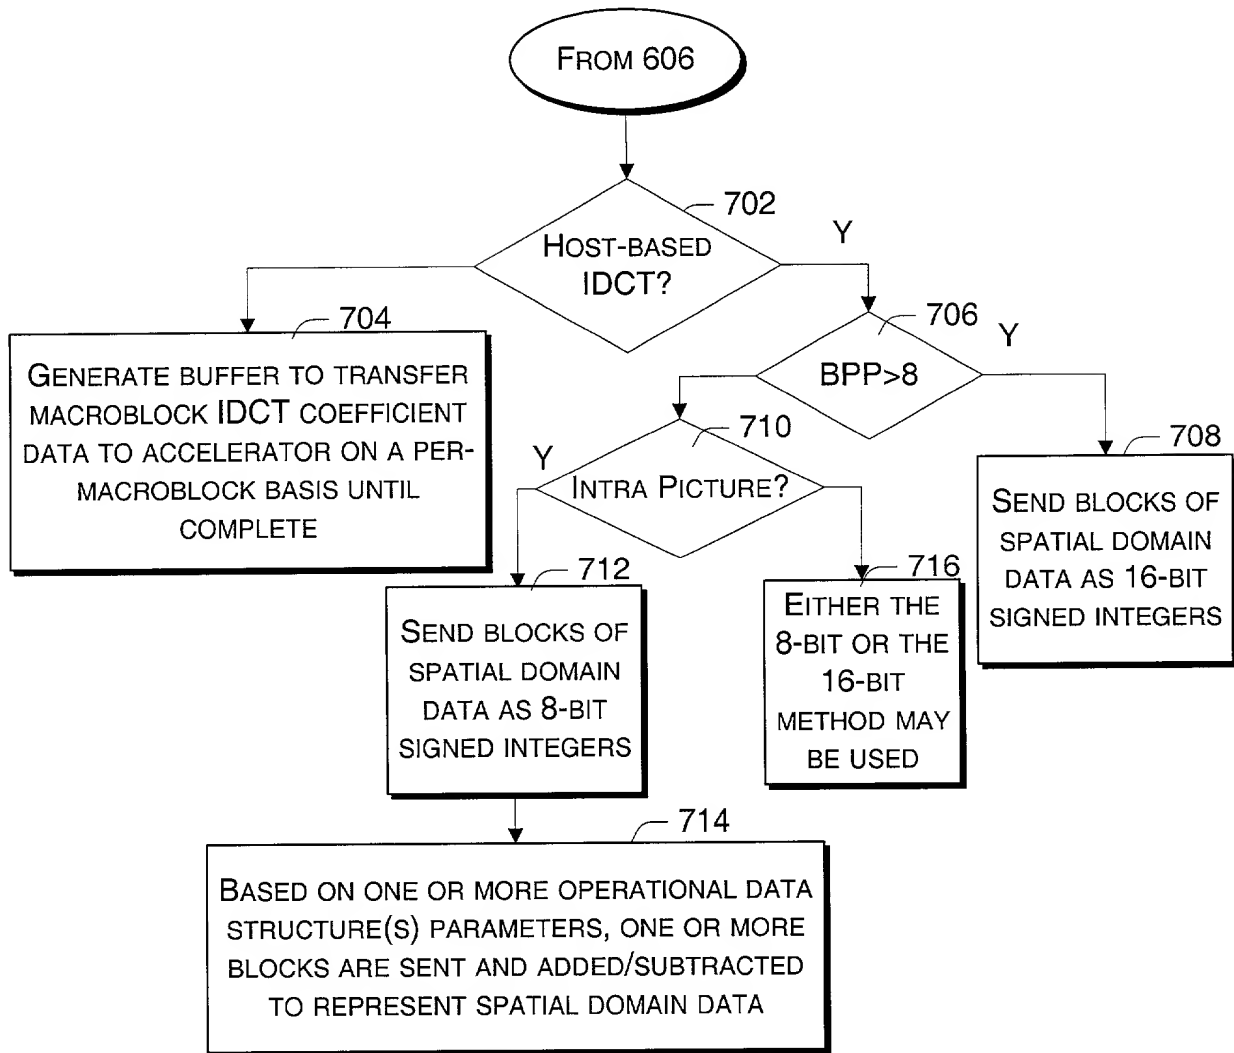 FROM 606
702
Y
HOST-BASED
IDCT?
704
GENERATE BUFFER TO TRANSFER
MACROBLOCK IDCT COEFFICIENT
DATA TO ACCELERATOR ON A PER-
MACROBLOCK BASIS UNTIL
COMPLETE
706
Y
BPP>8
710
Y
INTRA PICTURE?
708
SEND BLOCKS OF
SPATIAL DOMAIN
DATA AS 16-BIT
SIGNED INTEGERS
712
SEND BLOCKS OF
SPATIAL DOMAIN
DATA AS 8-BIT
SIGNED INTEGERS
716
EITHER THE
8-BIT OR THE
16-BIT
METHOD MAY
BE USED
714
BASED ON ONE OR MORE OPERATIONAL DATA
STRUCTURE(S) PARAMETERS, ONE OR MORE
BLOCKS ARE SENT AND ADDED/SUBTRACTED
TO REPRESENT SPATIAL DOMAIN DATA